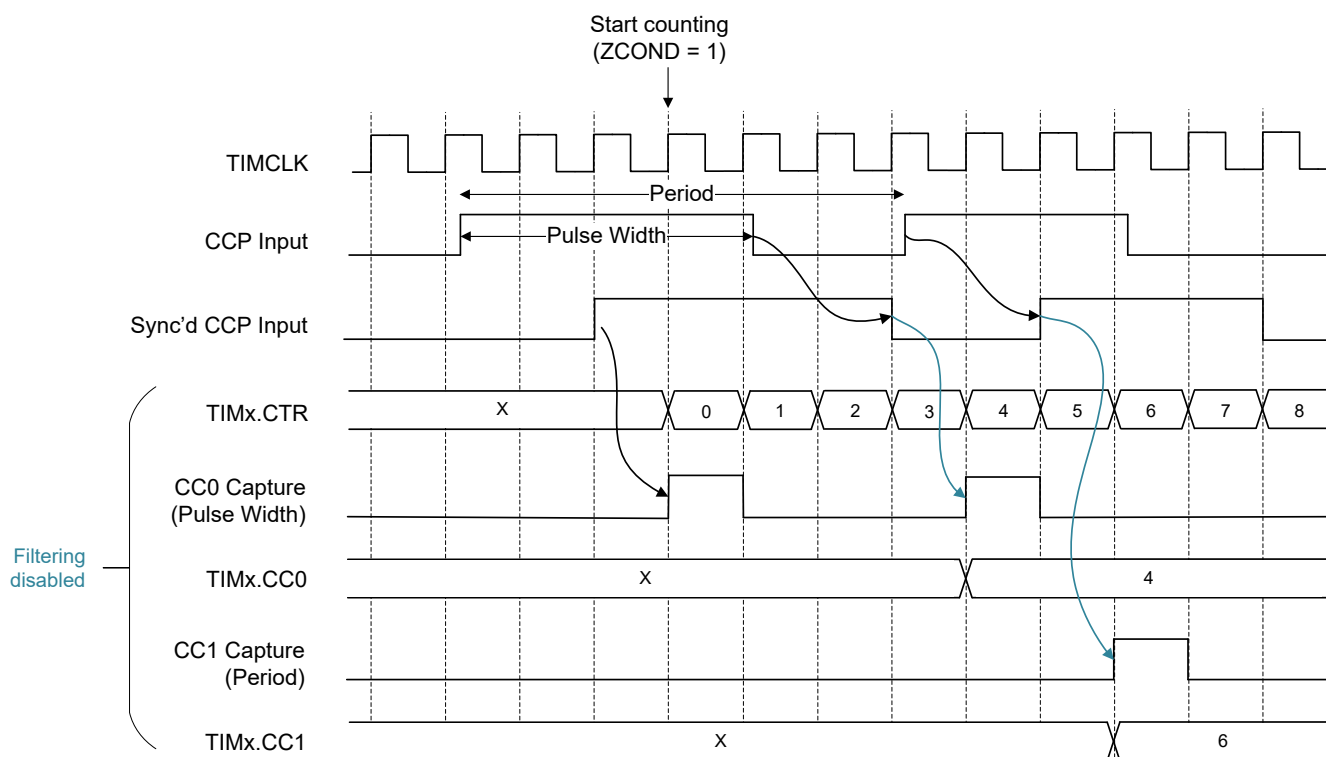 Start counting
(ZCOND = 1)
TIMCLK
Period
CCP Input
Pulse Width
Sync'd CCP Input
TIMx.CTR
X 0 1 2 3 4 5 6 7 8
CC0 Capture
(Pulse Width)
Filtering
disabled
TIMx.CC0
X 4
CC1 Capture
(Period)
TIMx.CC1
X 6